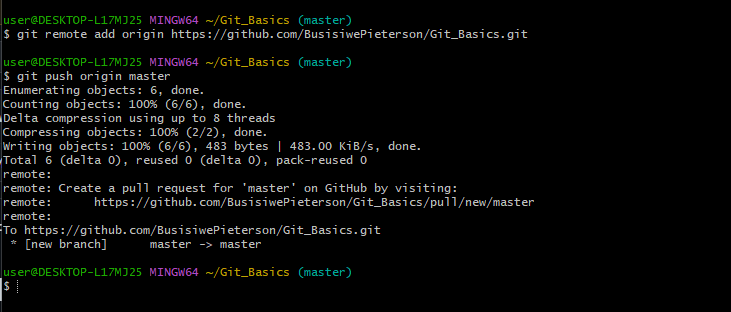 user@DESKTOP-L17MJ25 MINGW64 ~/Git_Basics (master)
$ git remote add origin https://github.com/BusisiwePieterson/Git_Basics.git
user@DESKTOP-L17MJ25 MINGW64 ~/Git_Basics (master)
$ git push origin master
Enumerating objects: 6, done.
Counting objects: 100% (6/6), done.
Delta compression using up to 8 threads
Compressing objects: 100% (2/2), done.
Writing objects: 100% (6/6), 483 bytes | 483.00 KiB/s, done.
Total 6 (delta 0), reused 0 (delta 0), pack-reused 0
remote:
remote: Create a pull request for 'master' on GitHub by visiting:
remote:      https://github.com/BusisiwePieterson/Git_Basics/pull/new/master
remote:
To https://github.com/BusisiwePieterson/Git_Basics.git
 * [new branch]      master -> master
user@DESKTOP-L17MJ25 MINGW64 ~/Git_Basics (master)
$